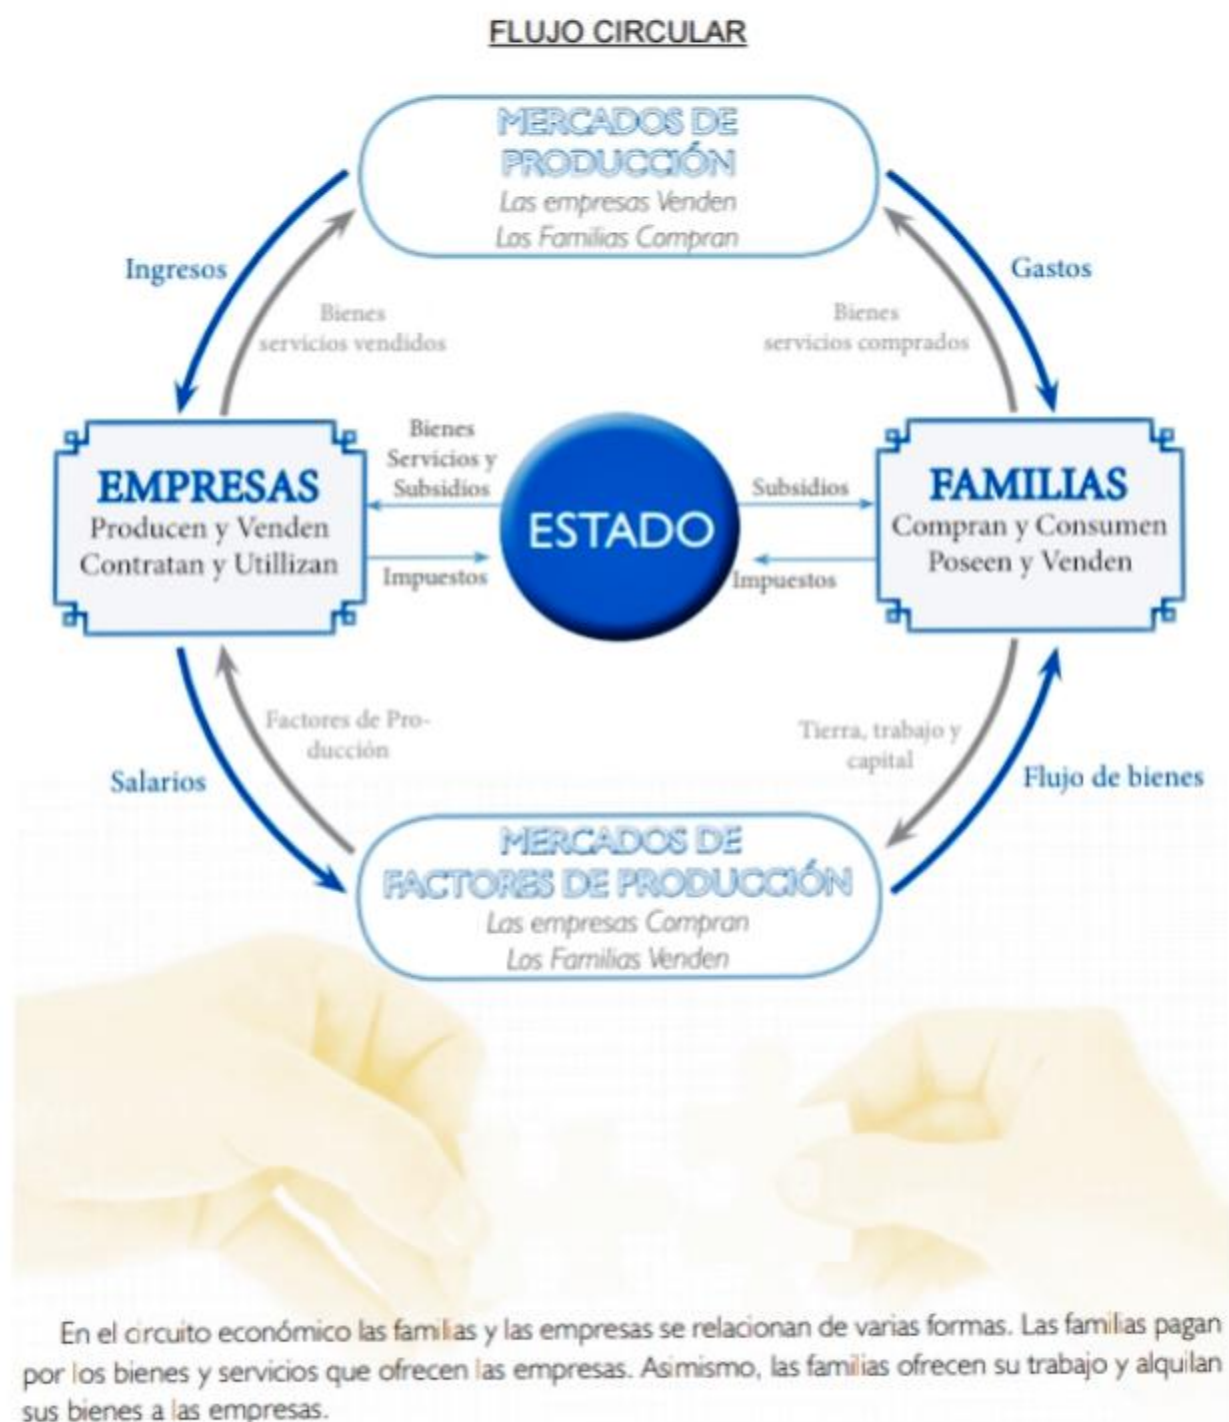 FLUJO CIRCULAR
MERCADOS DE
PRODUCCIÓN
Las empresas Venden
Los Familias Compran
Ingresos
Gastos
Bienes
servicios vendidos
Bienes
servicios comprados
EMPRESAS
Producen y Venden
Contratan y Utillizan
Bienes
Servicios y
Subsidios
Impuestos
ESTADO
Subsidios
Impuestos
FAMILIAS
Compran y Consumen
Poseen y Venden
Factores de Pro-
ducción
Salarios
Tierra, trabajo y
capital
Flujo de bienes
MERCADOS DE
FACTORES DE PRODUCCIÓN
Las empresas Compran
Los Familias Venden
En el circuito económico las familias y las empresas se relacionan de varias formas. Las familias pagan
por los bienes y servicios que ofrecen las empresas. Asimismo, las familias ofrecen su trabajo y alquilan
sus bienes a las empresas.